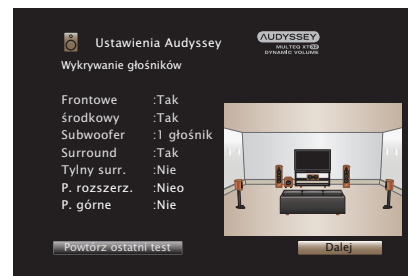 Ustawienia Audyssey
AUDYSSEY
MULTEQ XT32
DYNAMIC VOLUME
Wykrywanie głośników
Frontowe :Tak
środkowy :Tak
Subwoofer :1 głośnik
Surround :Tak
Tylny surr. :Nie
P. rozszerz. :Nieo
P. górne :Nie
Powtórz ostatni test
Dalej